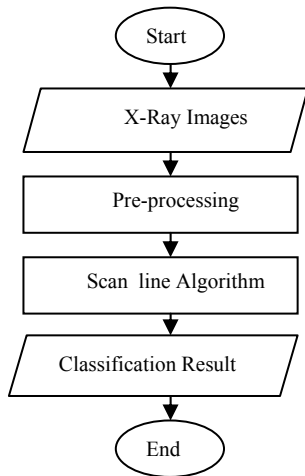 Start
X-Ray Images
Pre-processing
Scan line Algorithm
Classification Result
End